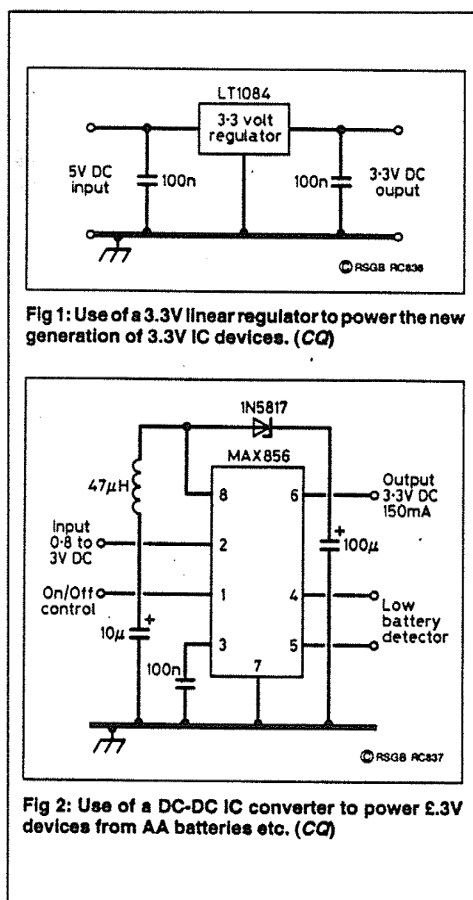 LT1084
3·3 volt
regulator
5V DC
input
100n
100n
3·3V DC
ouput
©RSGB RC836
Fig 1: Use of a 3.3V linear regulator to power the new
generation of 3.3V IC devices. (CQ)
1N5817
MAX856
47µH
8
6
Output
3·3V DC
150mA
Input
0·8 to
3V DC
2
+
100µ
On/Off
control
1
4
Low
battery
detector
+
10µ
3
5
100n
7
©RSGB RC837
Fig 2: Use of a DC-DC IC converter to power £.3V
devices from AA batteries etc. (CQ)